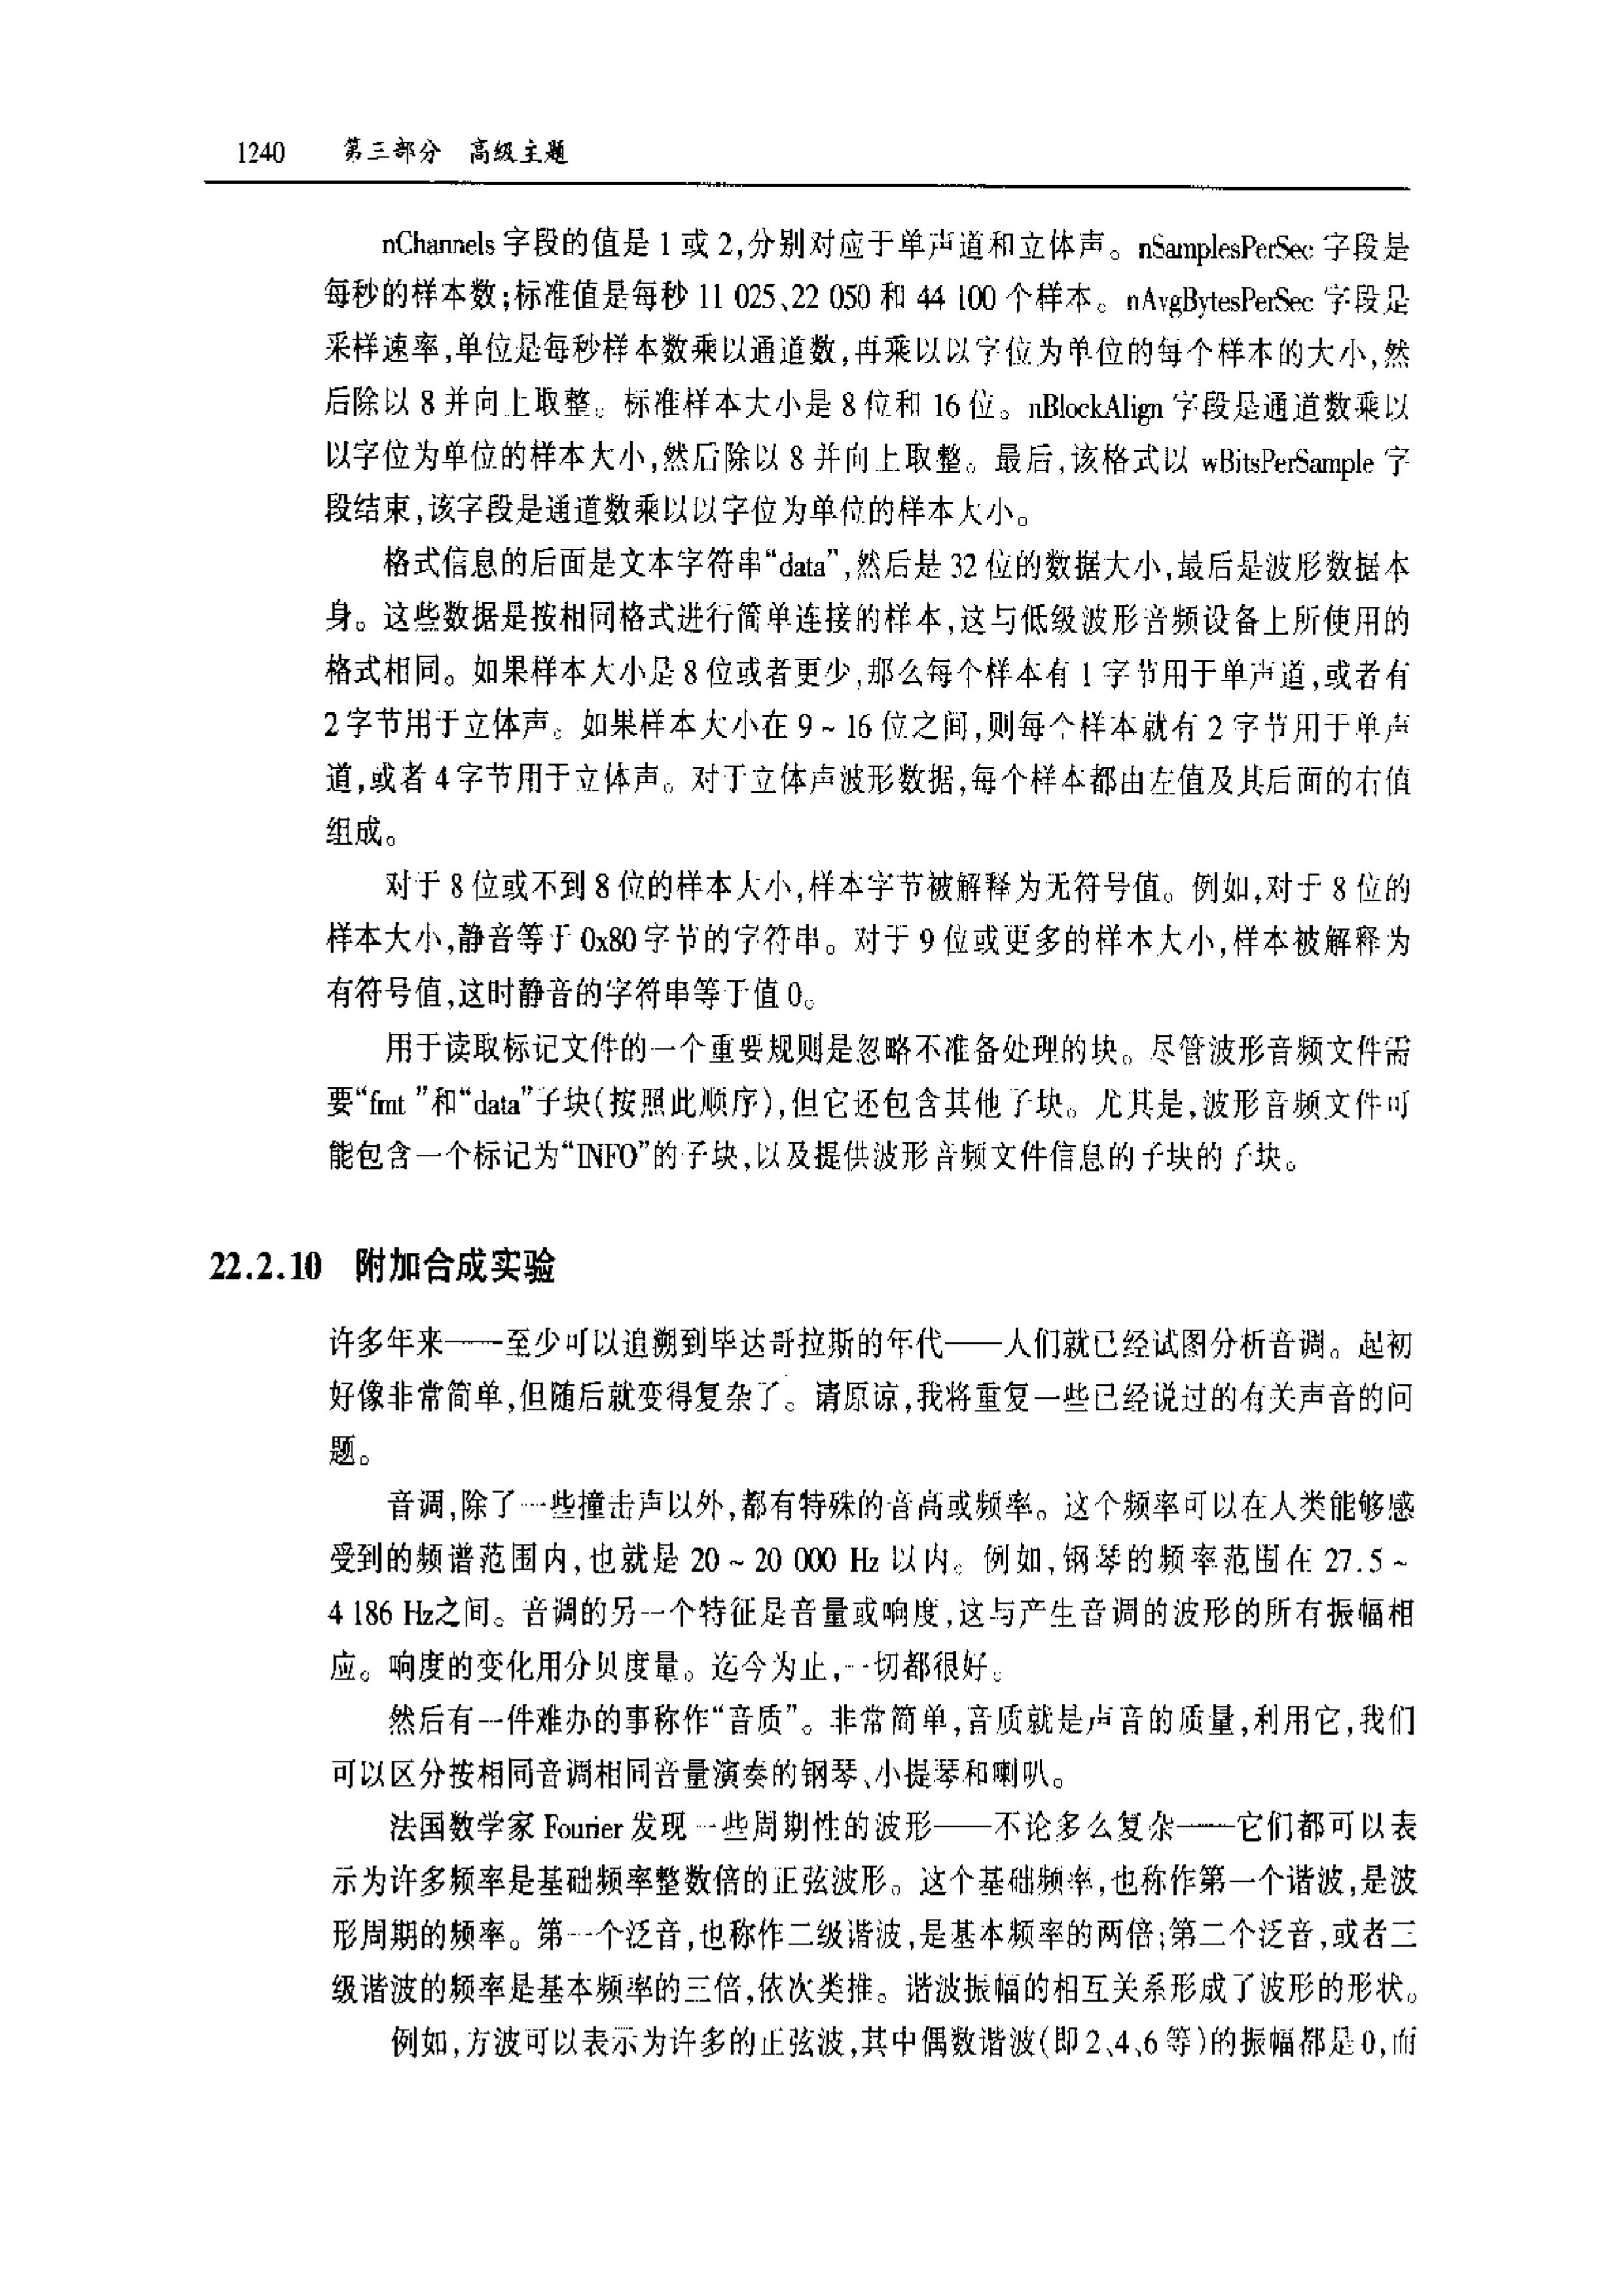 1240 第三部分 高级主题
nChannels 字段的值是 1 或 2,分别对应于单声道和立体声。nSamplesPerSec 字段是
每秒的样本数;标准值是每秒 11 025、22 050 和 44 100 个样本。nAvgBytesPerSec 字段是
采样速率,单位是每秒样本数乘以通道数,再乘以以字位为单位的每个样本的大小,然
后除以 8 并向上取整。标准样本大小是 8 位和 16 位。nBlockAlign 字段是通道数乘以
以字位为单位的样本大小,然后除以 8 并向上取整。最后,该格式以 wBitsPerSample 字
段结束,该字段是通道数乘以以字位为单位的样本大小。
格式信息的后面是文本字符串“data”,然后是 32 位的数据大小,最后是波形数据本
身。这些数据是按相同格式进行简单连接的样本,这与低级波形音频设备上所使用的
格式相同。如果样本大小是 8 位或者更少,那么每个样本有 1 字节用于单声道,或者有
2 字节用于立体声。如果样本大小在 9 ~ 16 位之间,则每个样本就有 2 字节用于单声
道,或者 4 字节用于立体声。对于立体声波形数据,每个样本都由左值及其后面的右值
组成。
对于 8 位或不到 8 位的样本大小,样本字节被解释为无符号值。例如,对于 8 位的
样本大小,静音等于 0x80 字节的字符串。对于 9 位或更多的样本大小,样本被解释为
有符号值,这时静音的字符串等于值 0。
用于读取标记文件的一个重要规则是忽略不准备处理的块。尽管波形音频文件需
要“fmt ”和“data”子块(按照此顺序),但它还包含其他子块。尤其是,波形音频文件可
能包含一个标记为“INFO”的子块,以及提供波形音频文件信息的子块的子块。
22.2.10 附加合成实验
许多年来——至少可以追溯到毕达哥拉斯的年代——人们就已经试图分析音调。起初
好像非常简单,但随后就变得复杂了。请原谅,我将重复一些已经说过的有关声音的问
题。
音调,除了一些撞击声以外,都有特殊的音高或频率。这个频率可以在人类能够感
受到的频谱范围内,也就是 20 ~ 20 000 Hz 以内。例如,钢琴的频率范围在 27.5 ~
4 186 Hz之间。音调的另一个特征是音量或响度,这与产生音调的波形的所有振幅相
应。响度的变化用分贝度量。迄今为止,一切都很好。
然后有一件难办的事称作“音质”。非常简单,音质就是声音的质量,利用它,我们
可以区分按相同音调相同音量演奏的钢琴、小提琴和喇叭。
法国数学家 Fourier 发现一些周期性的波形——不论多么复杂——它们都可以表
示为许多频率是基础频率整数倍的正弦波形。这个基础频率,也称作第一个谐波,是波
形周期的频率。第一个泛音,也称作二级谐波,是基本频率的两倍;第二个泛音,或者三
级谐波的频率是基本频率的三倍,依次类推。谐波振幅的相互关系形成了波形的形状。
例如,方波可以表示为许多的正弦波,其中偶数谐波(即 2、4、6 等)的振幅都是 0,而